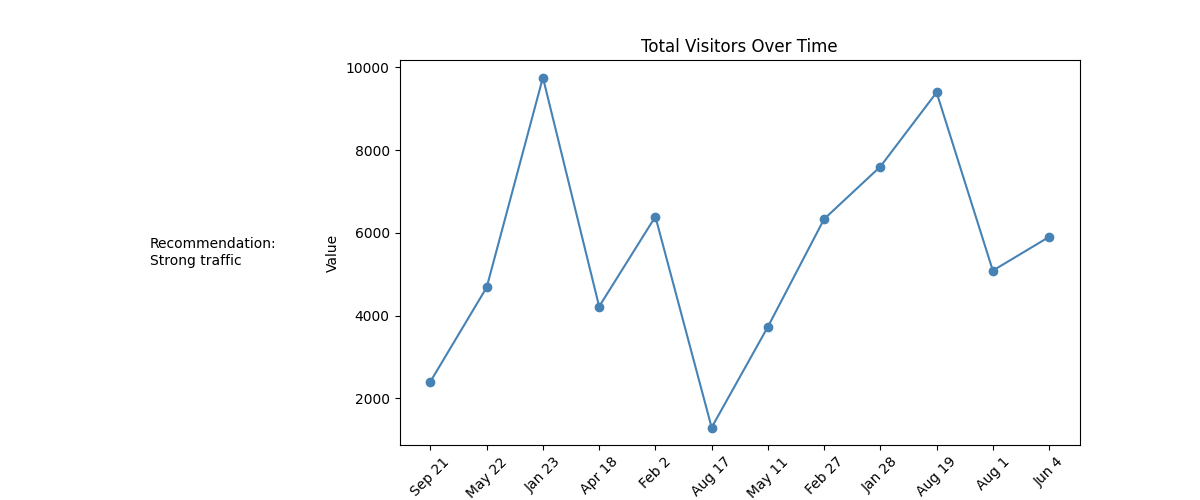 Total Visitors Over Time
Recommendation:
Strong traffic
Value
10000
8000
6000
4000
2000
Sep 21
May 22
Jan 23
Apr 18
Feb 2
Aug 17
May 11
Feb 27
Jan 28
Aug 19
Aug 1
Jun 4